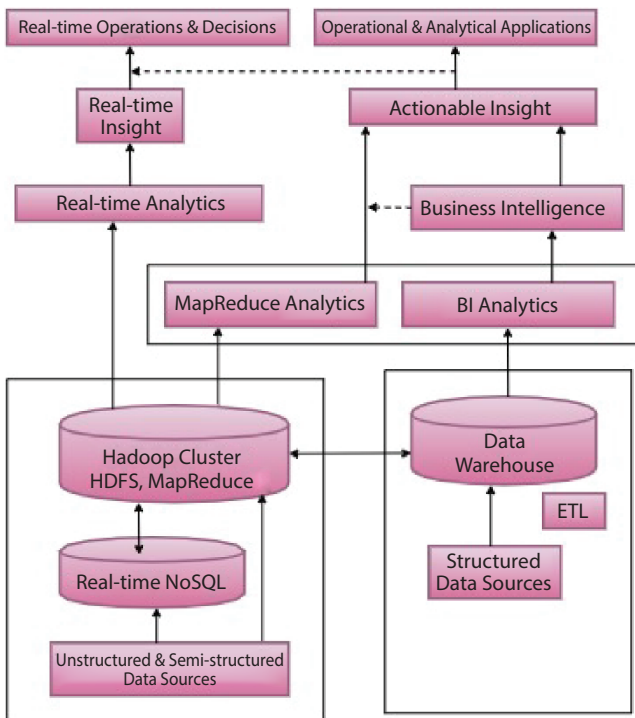 Real-time Operations & Decisions
Operational & Analytical Applications
Real-time
Insight
Actionable Insight
Real-time Analytics
Business Intelligence
MapReduce Analytics
BI Analytics
Hadoop Cluster
HDFS, MapReduce
Data
Warehouse
ETL
Real-time NoSQL
Structured
Data Sources
Unstructured & Semi-structured
Data Sources